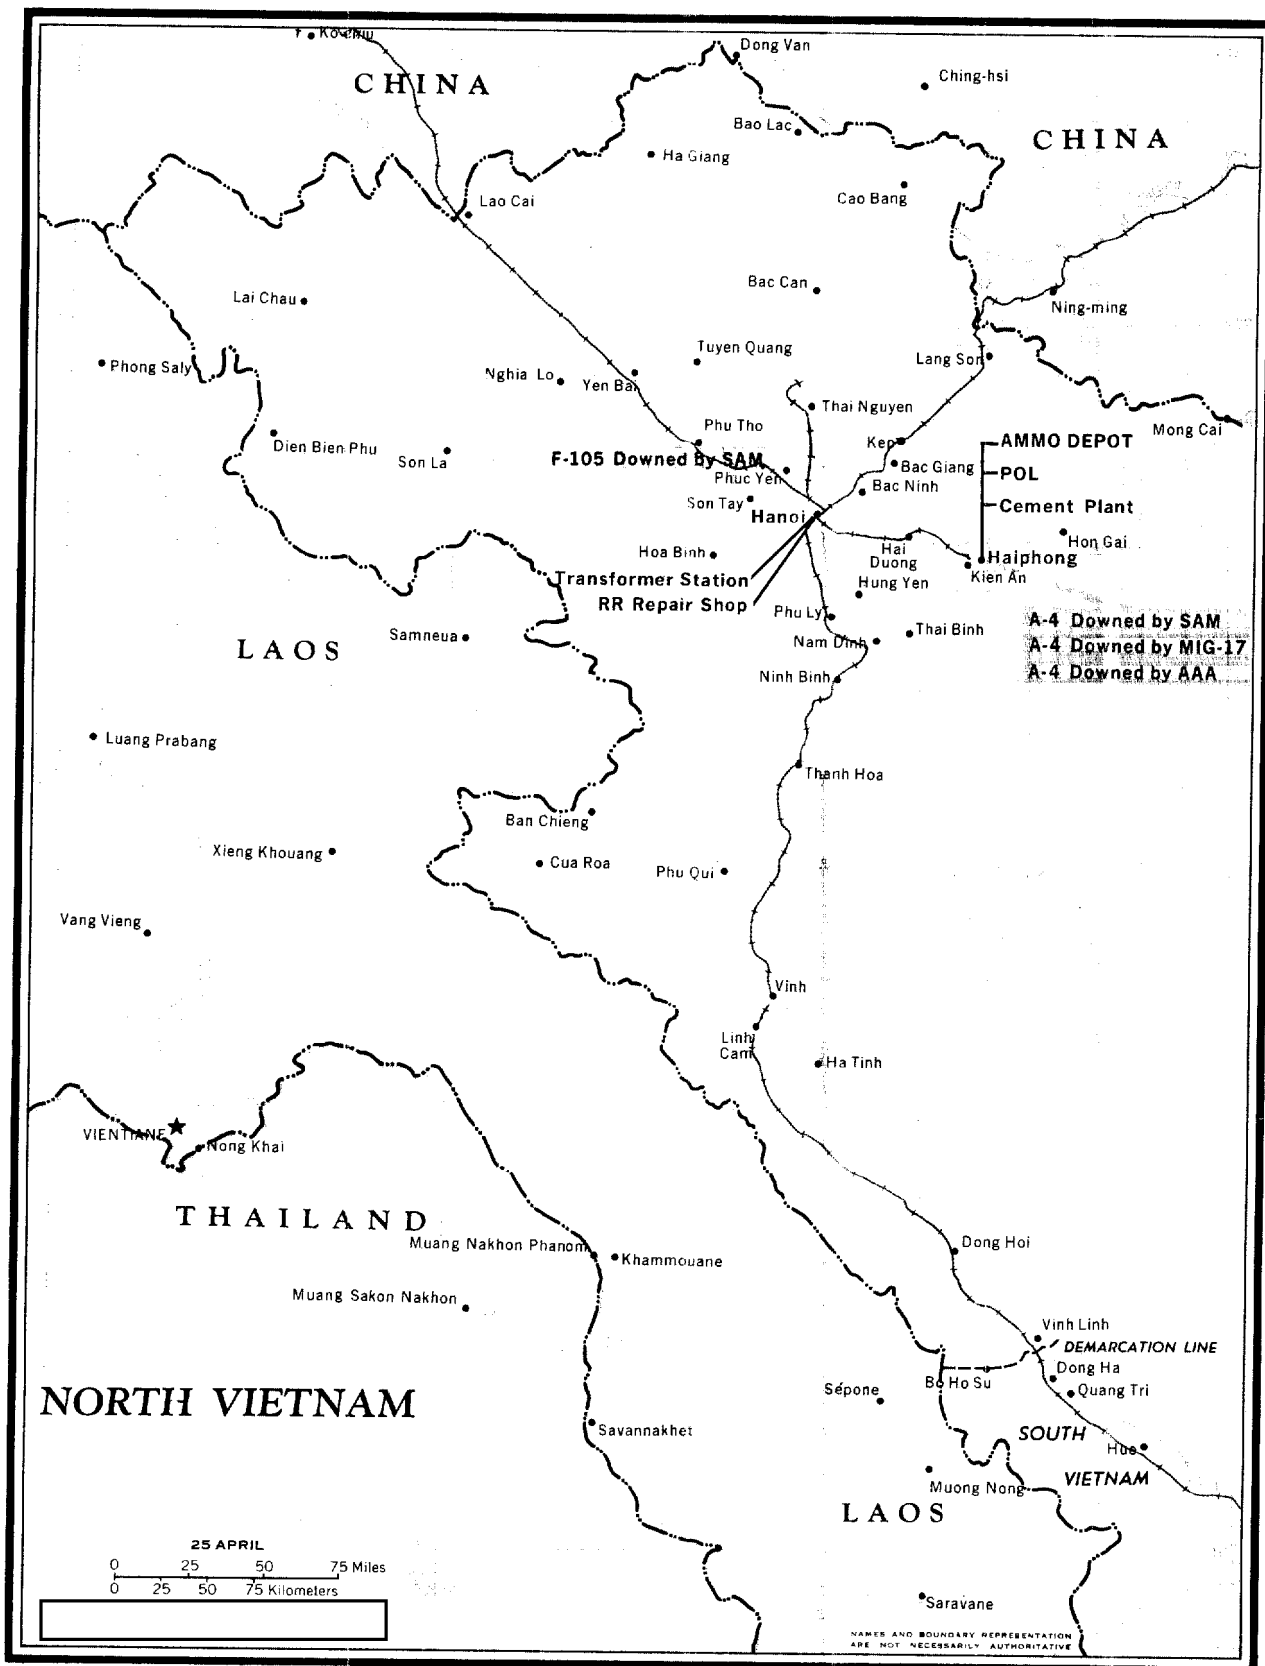 Dong Van
Ching-hsi
CHINA
Bao Lac
CHINA
Ha Giang
Cao Bang
Lao Cai
Bac Can
Lai Chau
Ning-ming
Tuyen Quang
Lang Son
Phong Saly
Nghia Lo
Yen Bai
Thai Nguyen
Mong Cai
Phu Tho
Kep
AMMO DEPOT
Dien Bien Phu
Son La
F-105 Downed by SAM
Phuc Yen
Bac Giang
POL
Bac Ninh
Son Tay
Hanoi
Cement Plant
Hon Gai
Hoa Binh
Hai
Duong
Haiphong
Kien An
Transformer Station
Hung Yen
RR Repair Shop
Phu Ly
A-4 Downed by SAM
Samneua
LAOS
Nam Dinh
Thai Binh
A-4 Downed by MIG-17
Ninh Binh
A-4 Downed by AAA
Luang Prabang
Thanh Hoa
Ban Chieng
Xieng Khouang
Cua Roa
Phu Qui
Vang Vieng
Vinh
Linh
Cam
Ha Tinh
VIENTIANE
Nong Khai
THAILAND
Muang Nakhon Phanom
Khammouane
Dong Hoi
Muang Sakon Nakhon
Vinh Linh
DEMARCATION LINE
Dong Ha
Bo Ho Su
Sépone
Quang Tri
NORTH VIETNAM
Savannakhet
SOUTH
Hue
VIETNAM
Muong Nong
LAOS
25 APRIL
0 25 50 75 Miles
0 25 50 75 Kilometers
Saravane
NAMES AND BOUNDARY REPRESENTATION
ARE NOT NECESSARILY AUTHORITATIVE